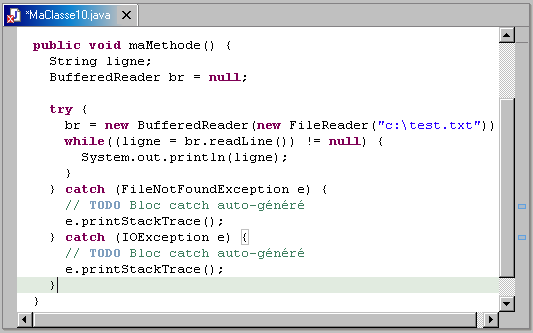 *MaClasse10.java
public void maMethode() {
String ligne;
BufferedReader br = null;
try {
br = new BufferedReader(new FileReader("c:\test.txt"))
while((ligne = br.readLine()) != null) {
System.out.println(ligne);
}
} catch (FileNotFoundException e) {
// TODO Bloc catch auto-généré
e.printStackTrace();
} catch (IOException e) {
// TODO Bloc catch auto-généré
e.printStackTrace();
}
}